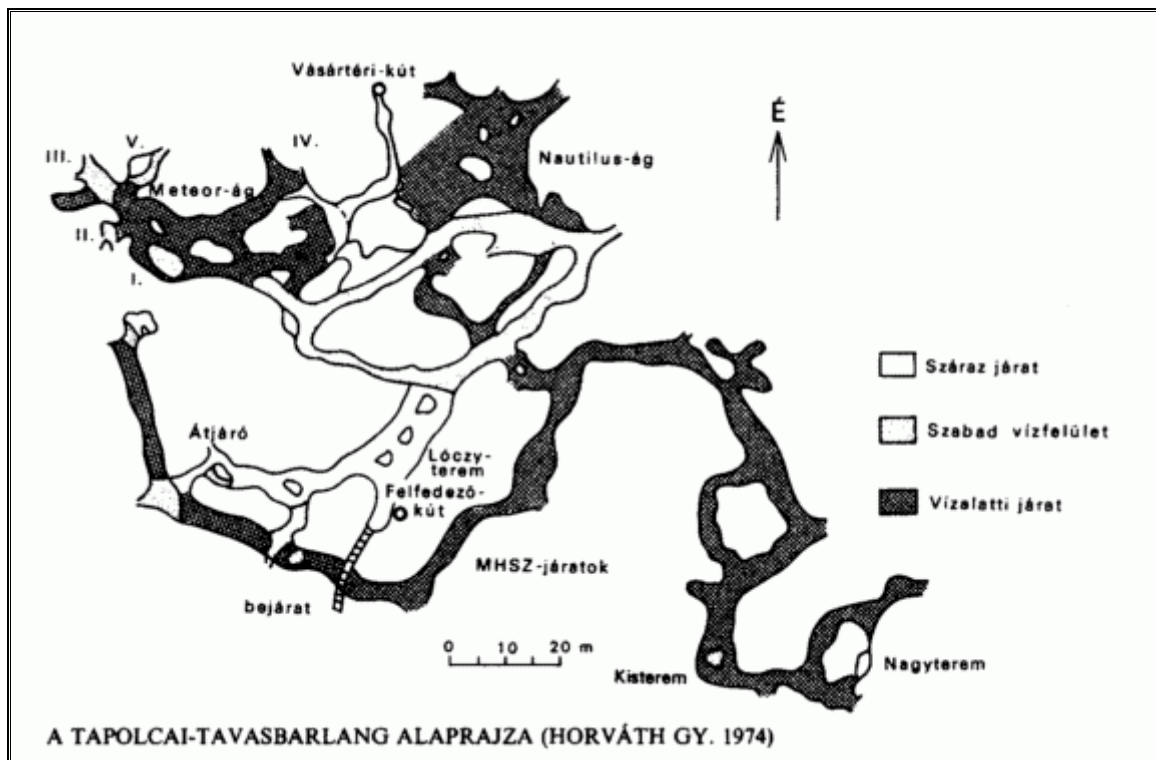 Vásártéri-kút
É
V.
IV.
III.
Nautilus-ág
Meteor-ág
II.
I.
Száraz járat
Szabad vízfelület
Átjáró
Lóczy-
terem
Felfedező-
kút
Vízalatti járat
MHSZ-járatok
bejárat
0 10 20 m
Kisterem
Nagyterem
A TAPOLCAI-TAVASBARLANG ALAPRAJZA (HORVÁTH GY. 1974)